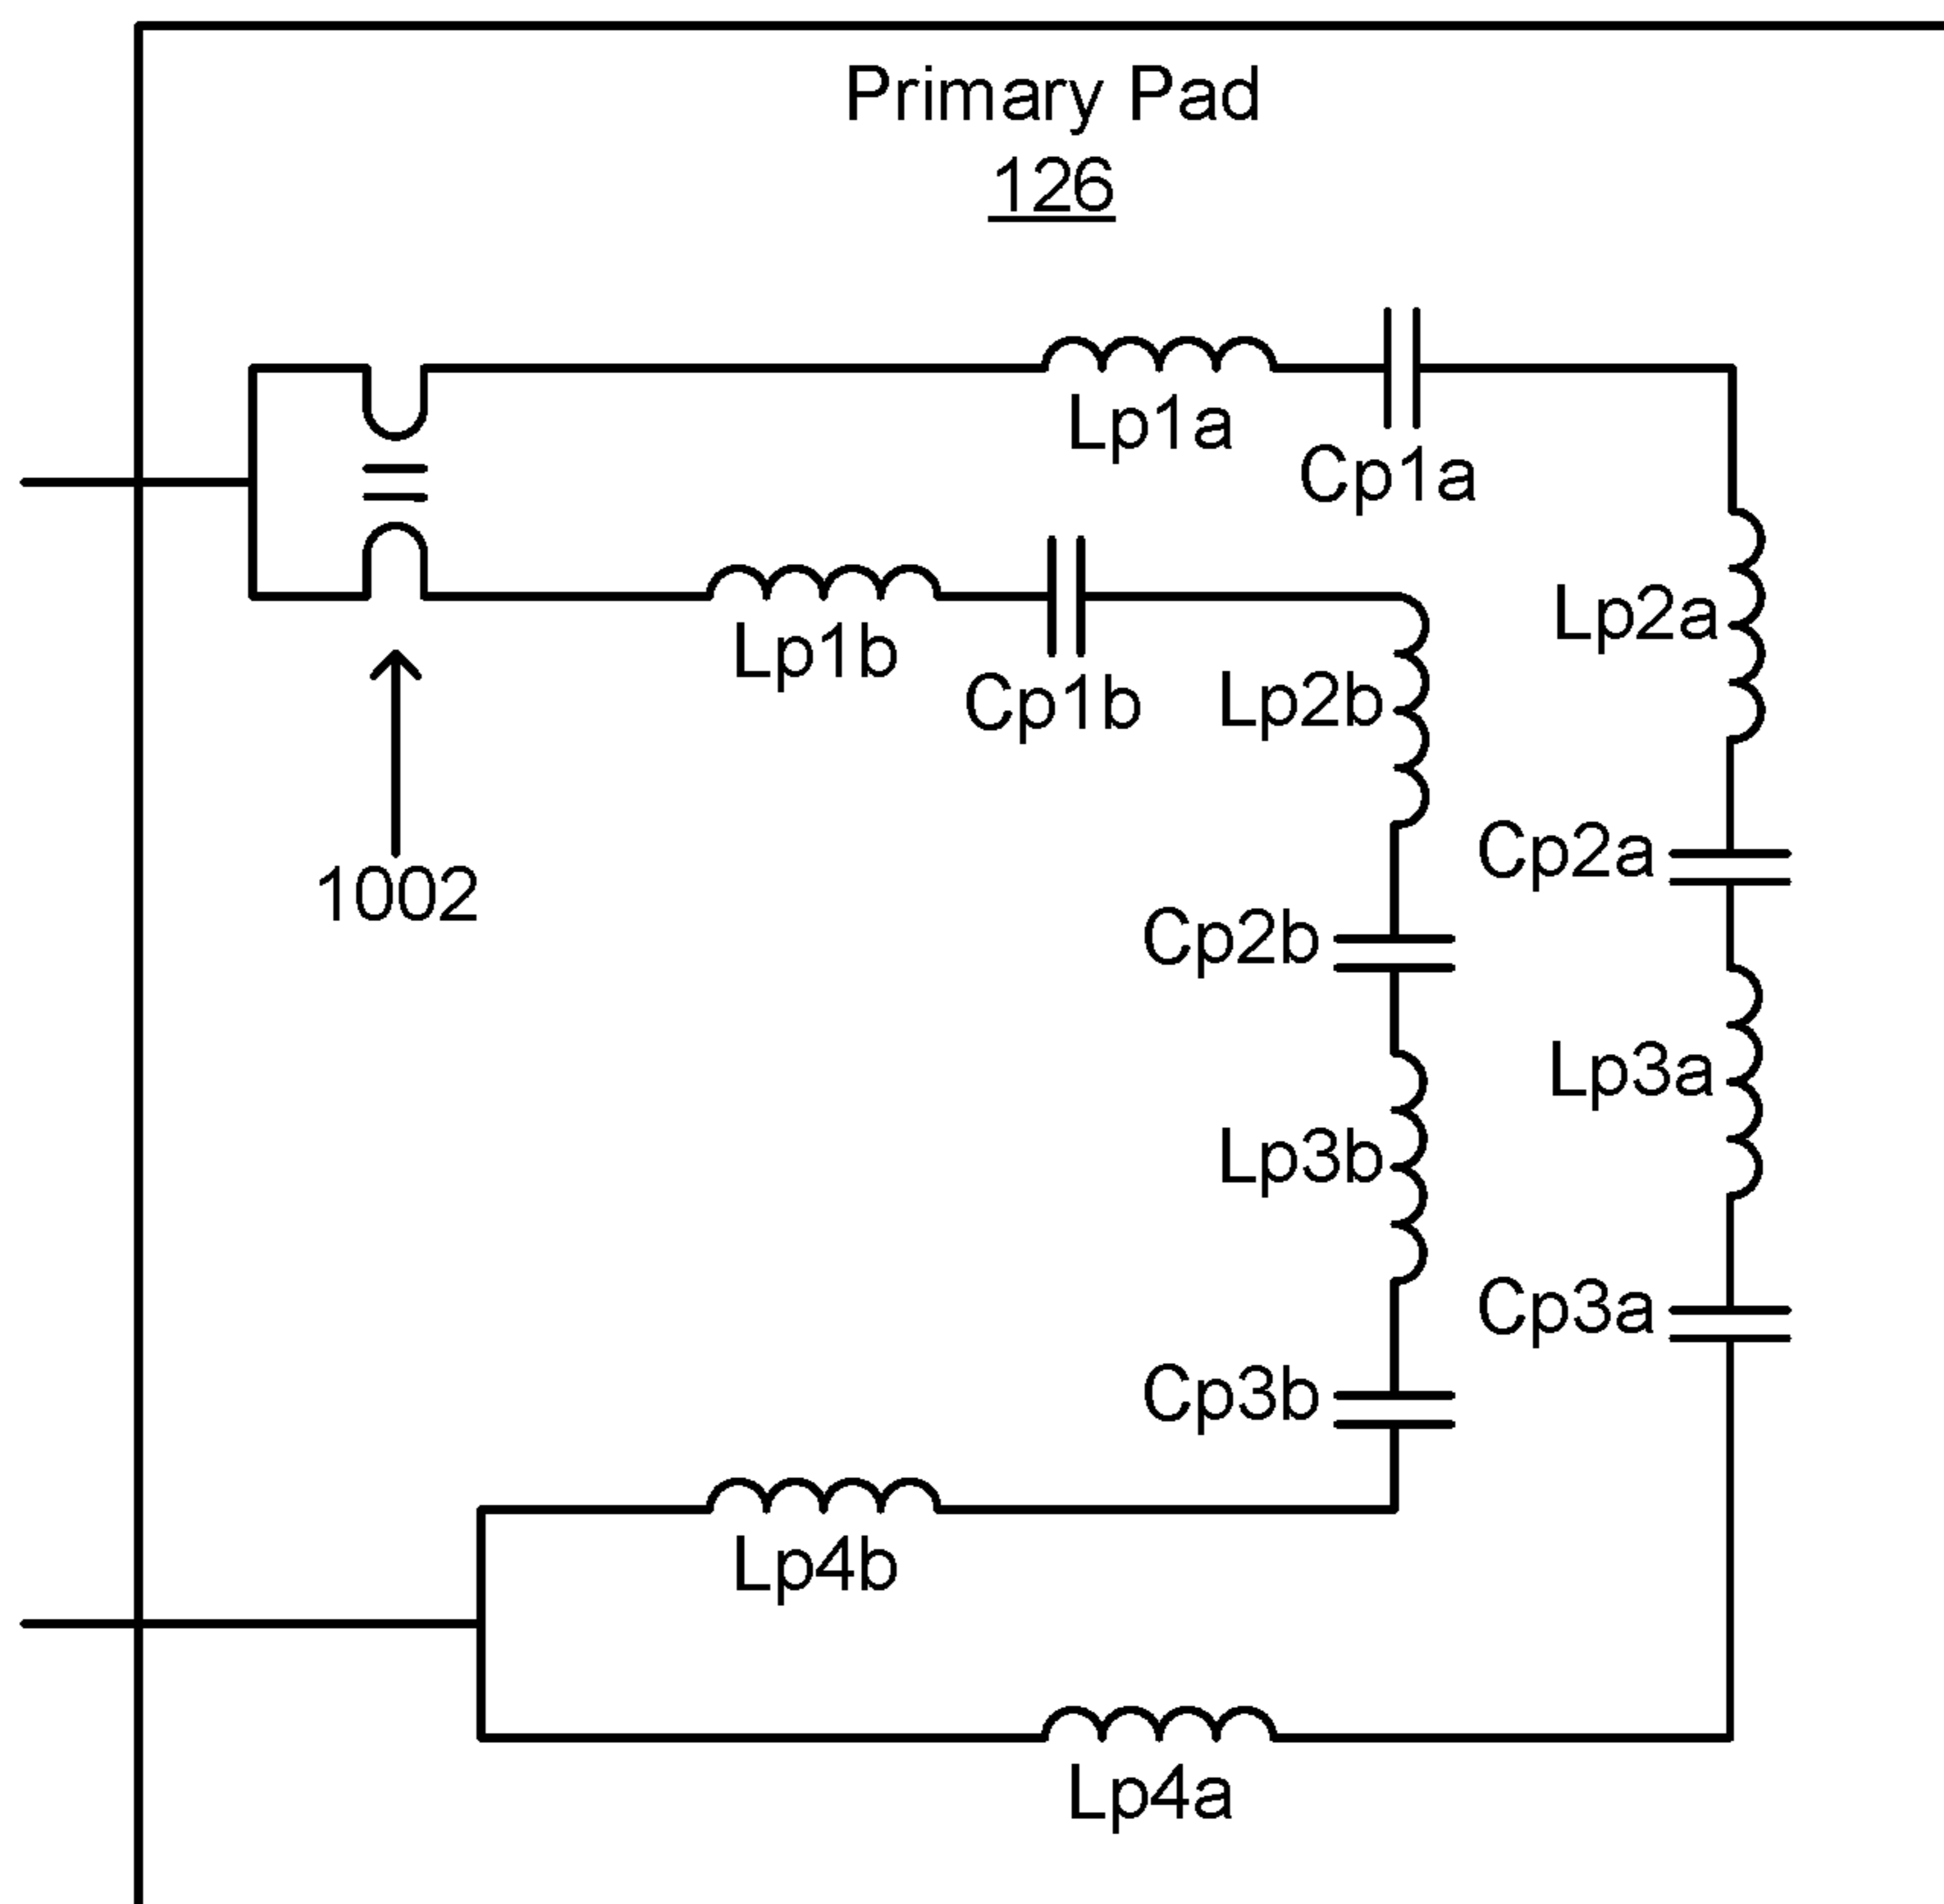 Primary Pad
126
Lp1a
Cp1a
Lp1b
Cp1b
Lp2b
Lp2a
1002
Cp2a
Cp2b
Lp3a
Lp3b
Cp3a
Cp3b
Lp4b
Lp4a